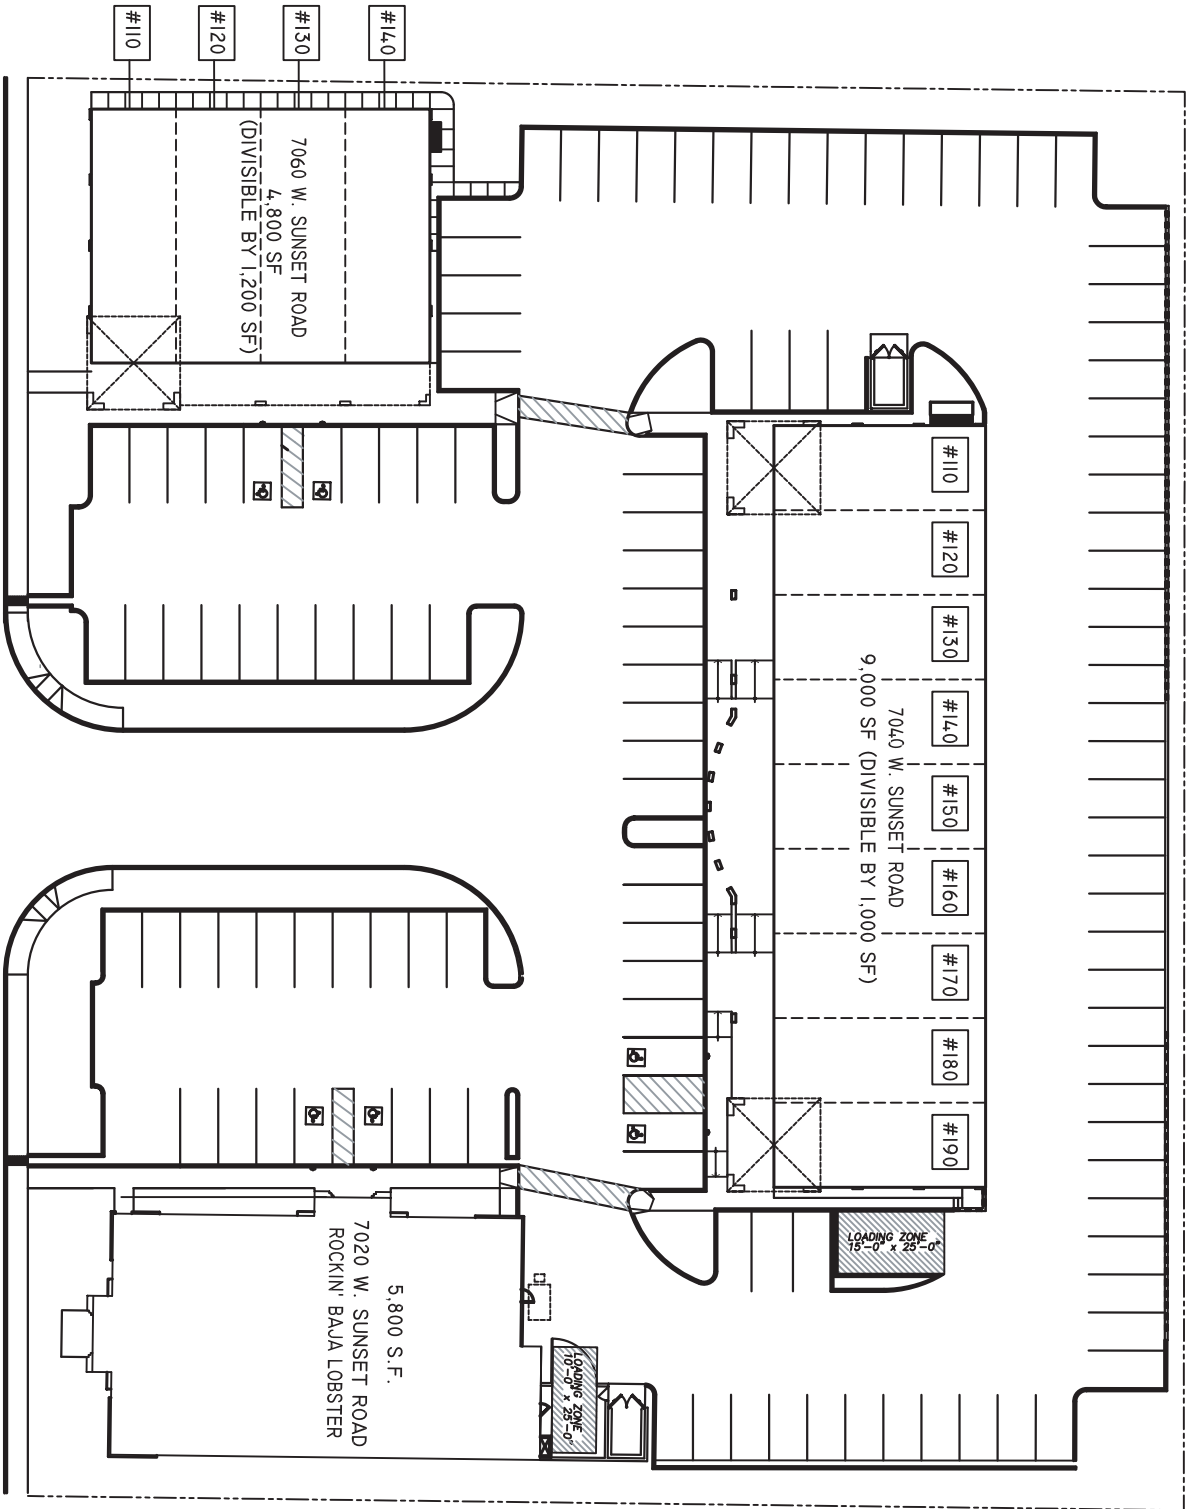 #110
#120
#130
#140
7060 W. SUNSET ROAD
4,800 SF
(DIVISIBLE BY 1,200 SF)
#110
#120
#130
#140
#150
#160
#170
#180
#190
7040 W. SUNSET ROAD
9,000 SF (DIVISIBLE BY 1,000 SF)
LOADING ZONE
15'-0" x 25'-0"
LOADING ZONE
10'-0" x 25'-0"
5,800 S.F.
7020 W. SUNSET ROAD
ROCKIN' BAJA LOBSTER